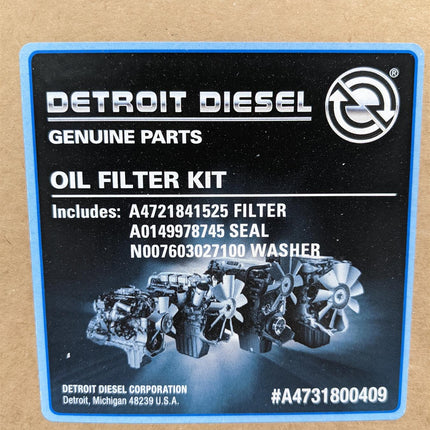 ®
DETROIT DIESEL
GENUINE PARTS
OIL FILTER KIT
Includes: A4721841525 FILTER
A0149978745 SEAL
N007603027100 WASHER
DETROIT DIESEL CORPORATION
Detroit, Michigan 48239 U.S.A.
#A4731800409